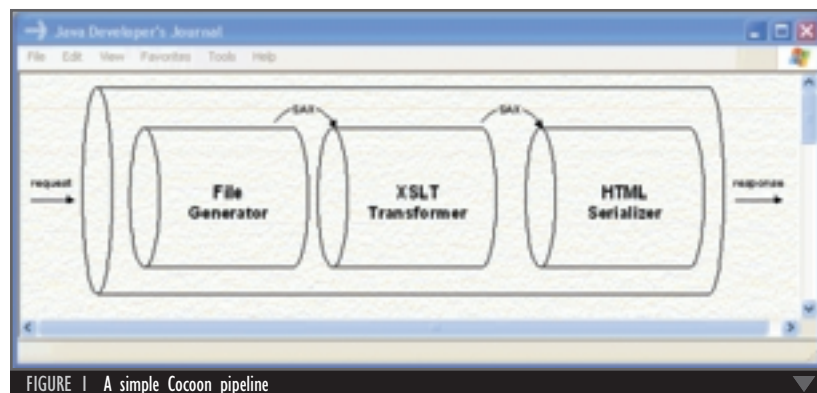 Java Developer's Journal
File Edit View Favorites Tools Help
SAX SAX
request
File Generator
XSLT Transformer
HTML Serializer
response
FIGURE 1 A simple Cocoon pipeline